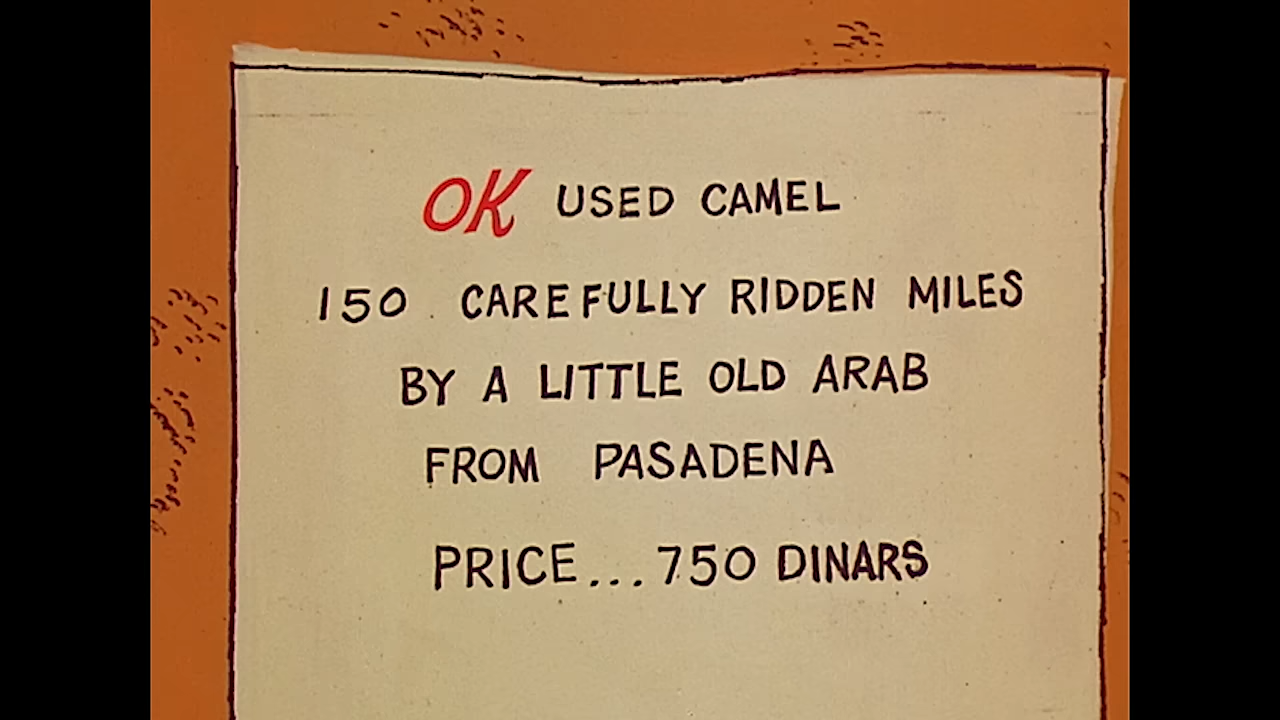 OK USED CAMEL
150 CAREFULLY RIDDEN MILES
BY A LITTLE OLD ARAB
FROM PASADENA
PRICE...750 DINARS